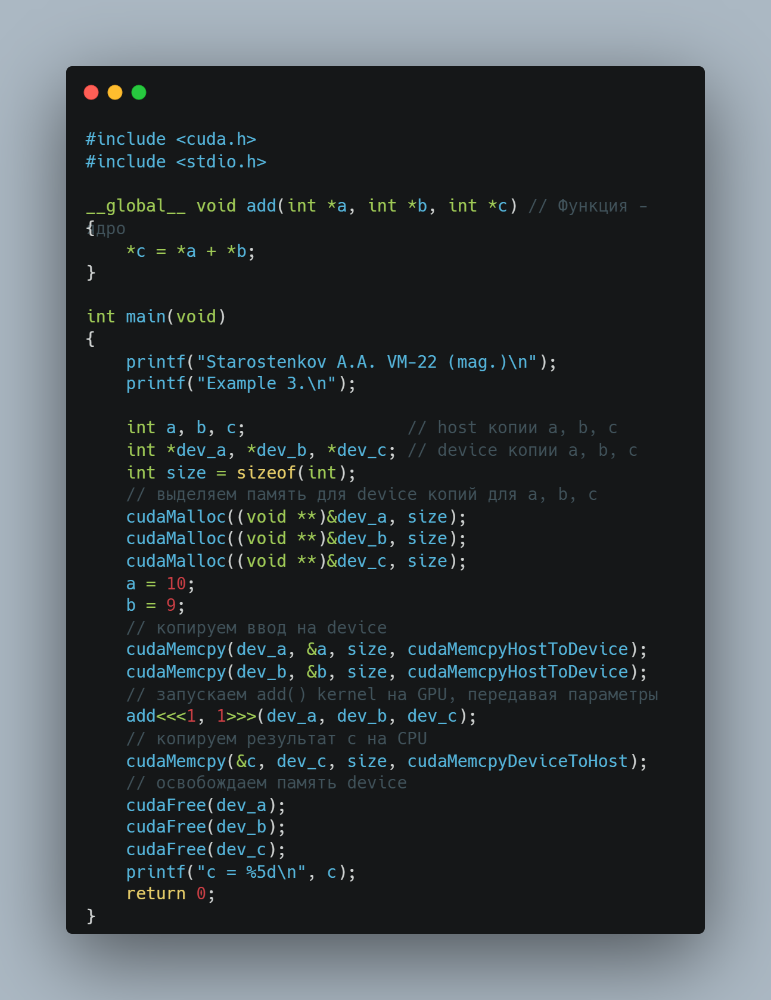 #include <cuda.h>
#include <stdio.h>

__global__ void add(int *a, int *b, int *c) // Функция -
ядро
{
    *c = *a + *b;
}

int main(void)
{
    printf("Starostenkov A.A. VM-22 (mag.)\n");
    printf("Example 3.\n");

    int a, b, c;                // host копии a, b, c
    int *dev_a, *dev_b, *dev_c; // device копии a, b, c
    int size = sizeof(int);
    // выделяем память для device копий для a, b, c
    cudaMalloc((void **)&dev_a, size);
    cudaMalloc((void **)&dev_b, size);
    cudaMalloc((void **)&dev_c, size);
    a = 10;
    b = 9;
    // копируем ввод на device
    cudaMemcpy(dev_a, &a, size, cudaMemcpyHostToDevice);
    cudaMemcpy(dev_b, &b, size, cudaMemcpyHostToDevice);
    // запускаем add() kernel на GPU, передавая параметры
    add<<<1, 1>>>(dev_a, dev_b, dev_c);
    // копируем результат с на CPU
    cudaMemcpy(&c, dev_c, size, cudaMemcpyDeviceToHost);
    // освобождаем память device
    cudaFree(dev_a);
    cudaFree(dev_b);
    cudaFree(dev_c);
    printf("c = %5d\n", c);
    return 0;
}